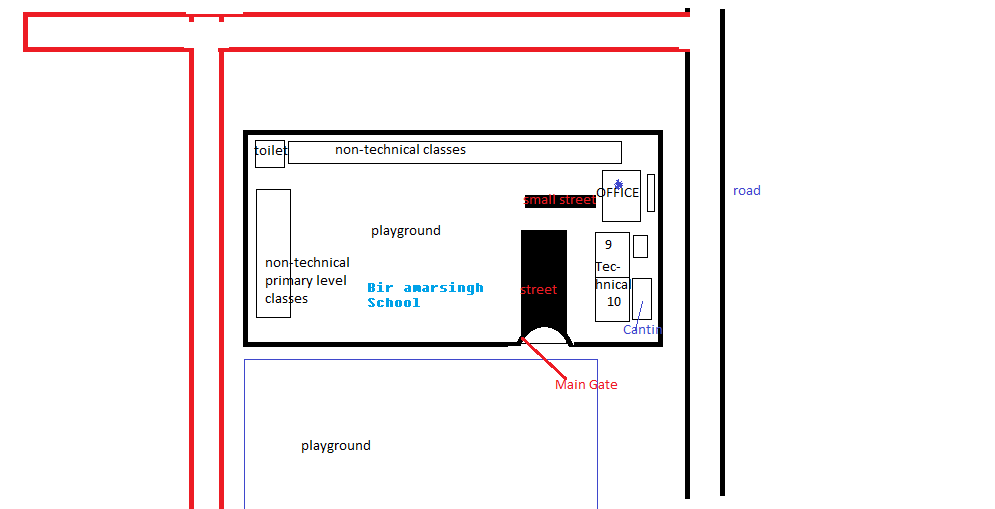 toilet
non-technical classes
OFFICE
road
small street
playground
9
non-technical
primary level
classes
Tec-
hnical
10
Bir amarsingh
School
street
Cantin
Main Gate
playground